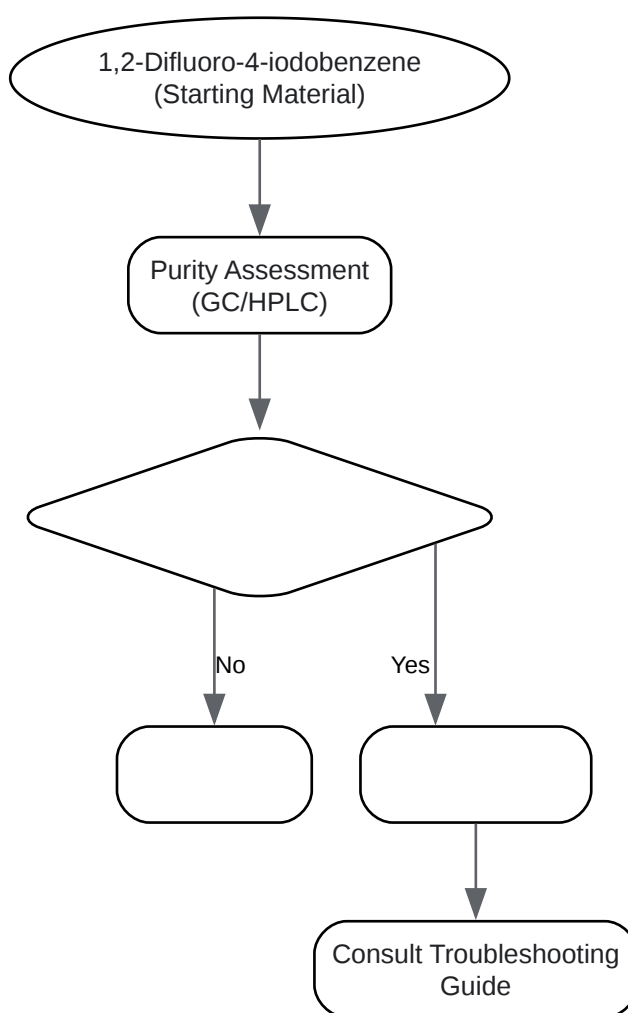 1,2-Difluoro-4-iodobenzene
(Starting Material)
Purity Assessment
(GC/HPLC)
No
Yes
Consult Troubleshooting
Guide